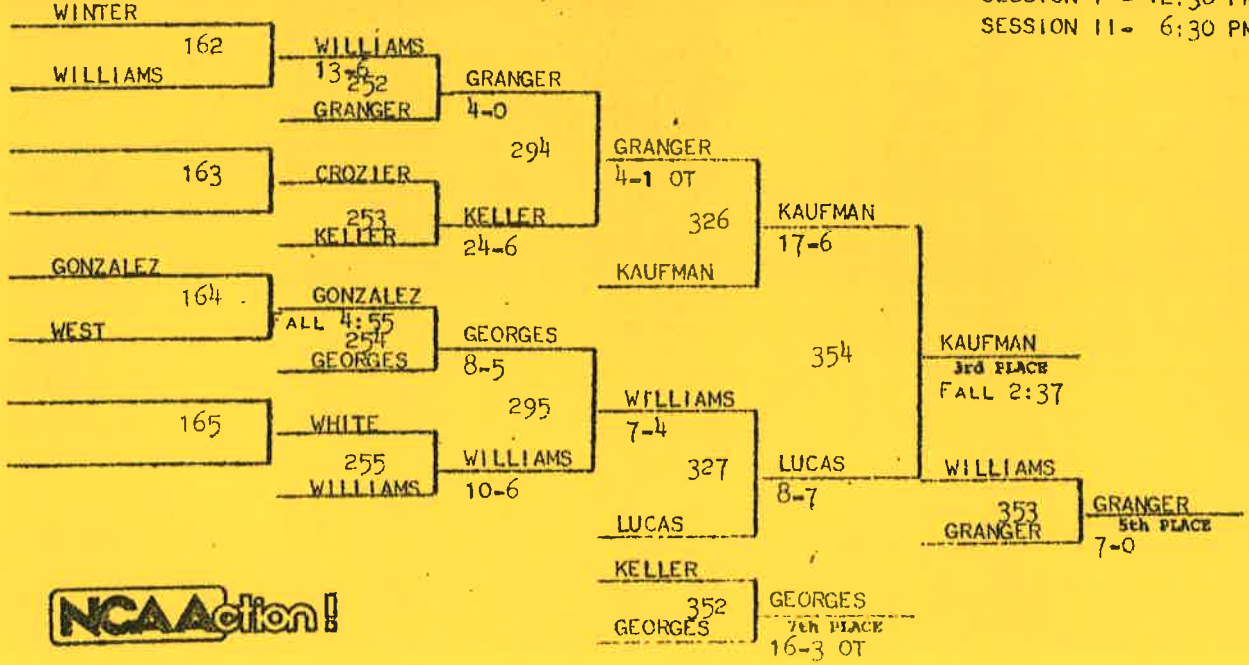 SESSION I - 12:30 PM
SESSION II- 6:30 PM
WINTER
162
WILLIAMS
WILLIAMS
13-6
252
GRANGER
GRANGER
4-0
163
CROZIER
253
KELLER
KELLER
24-6
294
GRANGER
4-1 OT
326
KAUFMAN
KAUFMAN
17-6
GONZALEZ
164
WEST
GONZALEZ
FALL 4:55
254
GEORGES
GEORGES
8-5
165
WHITE
255
WILLIAMS
WILLIAMS
10-6
295
WILLIAMS
7-4
327
LUCAS
LUCAS
8-7
354
KAUFMAN
3rd PLACE
FALL 2:37
WILLIAMS
353
GRANGER
GRANGER
5th PLACE
7-0
KELLER
352
GEORGES
GEORGES
7th PLACE
16-3 OT
NCAAction!